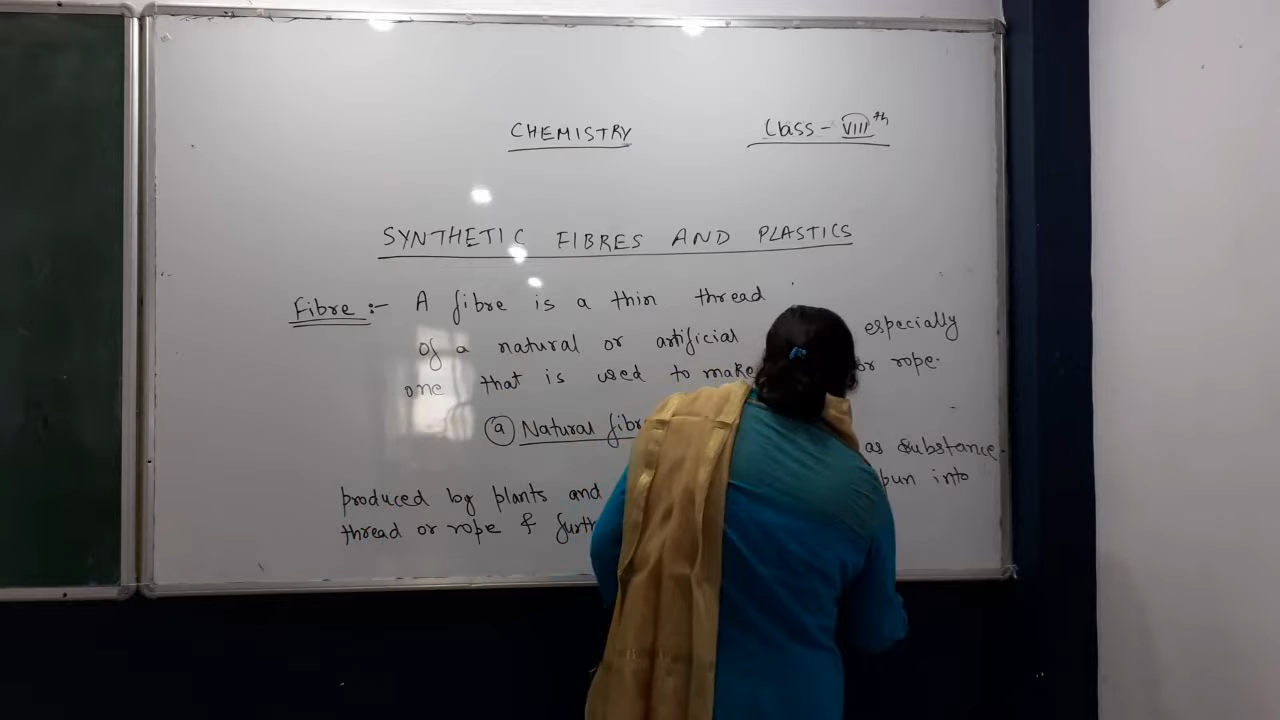 CHEMISTRY Class - VIII th
SYNTHETIC FIBRES AND PLASTICS
Fibre :- A fibre is a thin thread
of a natural or artificial especially
one that is used to make or rope.
(a) Natural fibr as substance.
produced by plants and pun into
thread or rope & furth